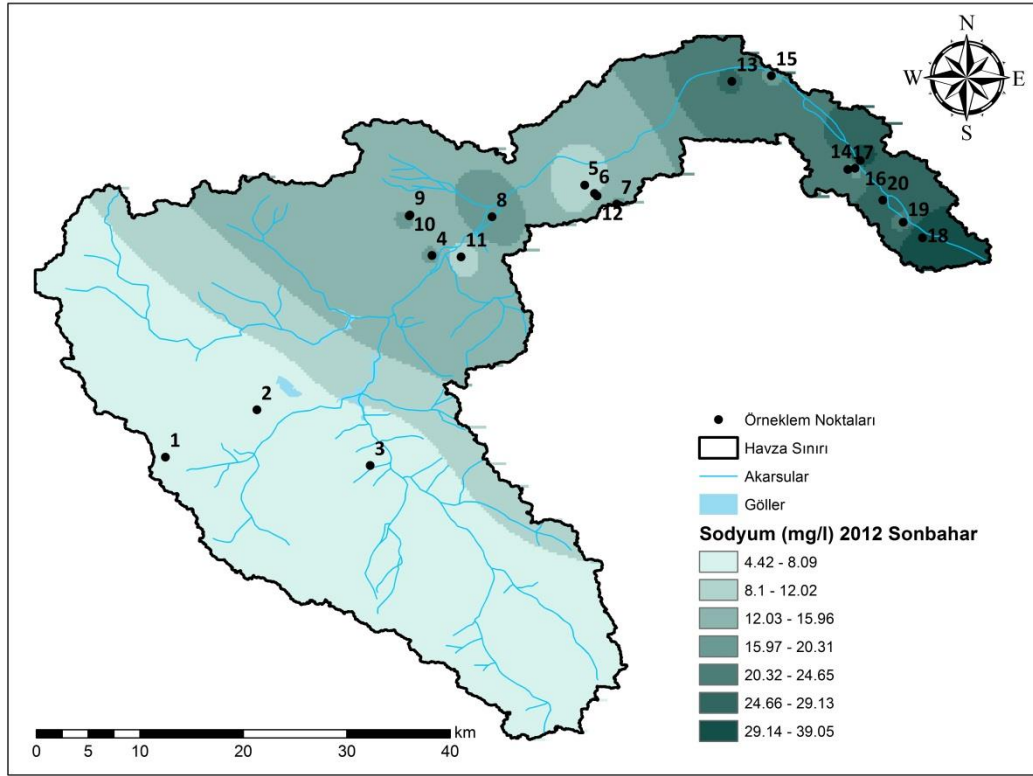 N
W E
S
13
15
14
17
16
20
19
18
5
6
7
12
8
9
10
4
11
2
1
3
Örneklem Noktaları
Havza Sınırı
Akarsular
Göller
Sodyum (mg/l) 2012 Sonbahar
4.42 - 8.09
8.1 - 12.02
12.03 - 15.96
15.97 - 20.31
20.32 - 24.65
24.66 - 29.13
29.14 - 39.05
km
0 5 10 20 30 40